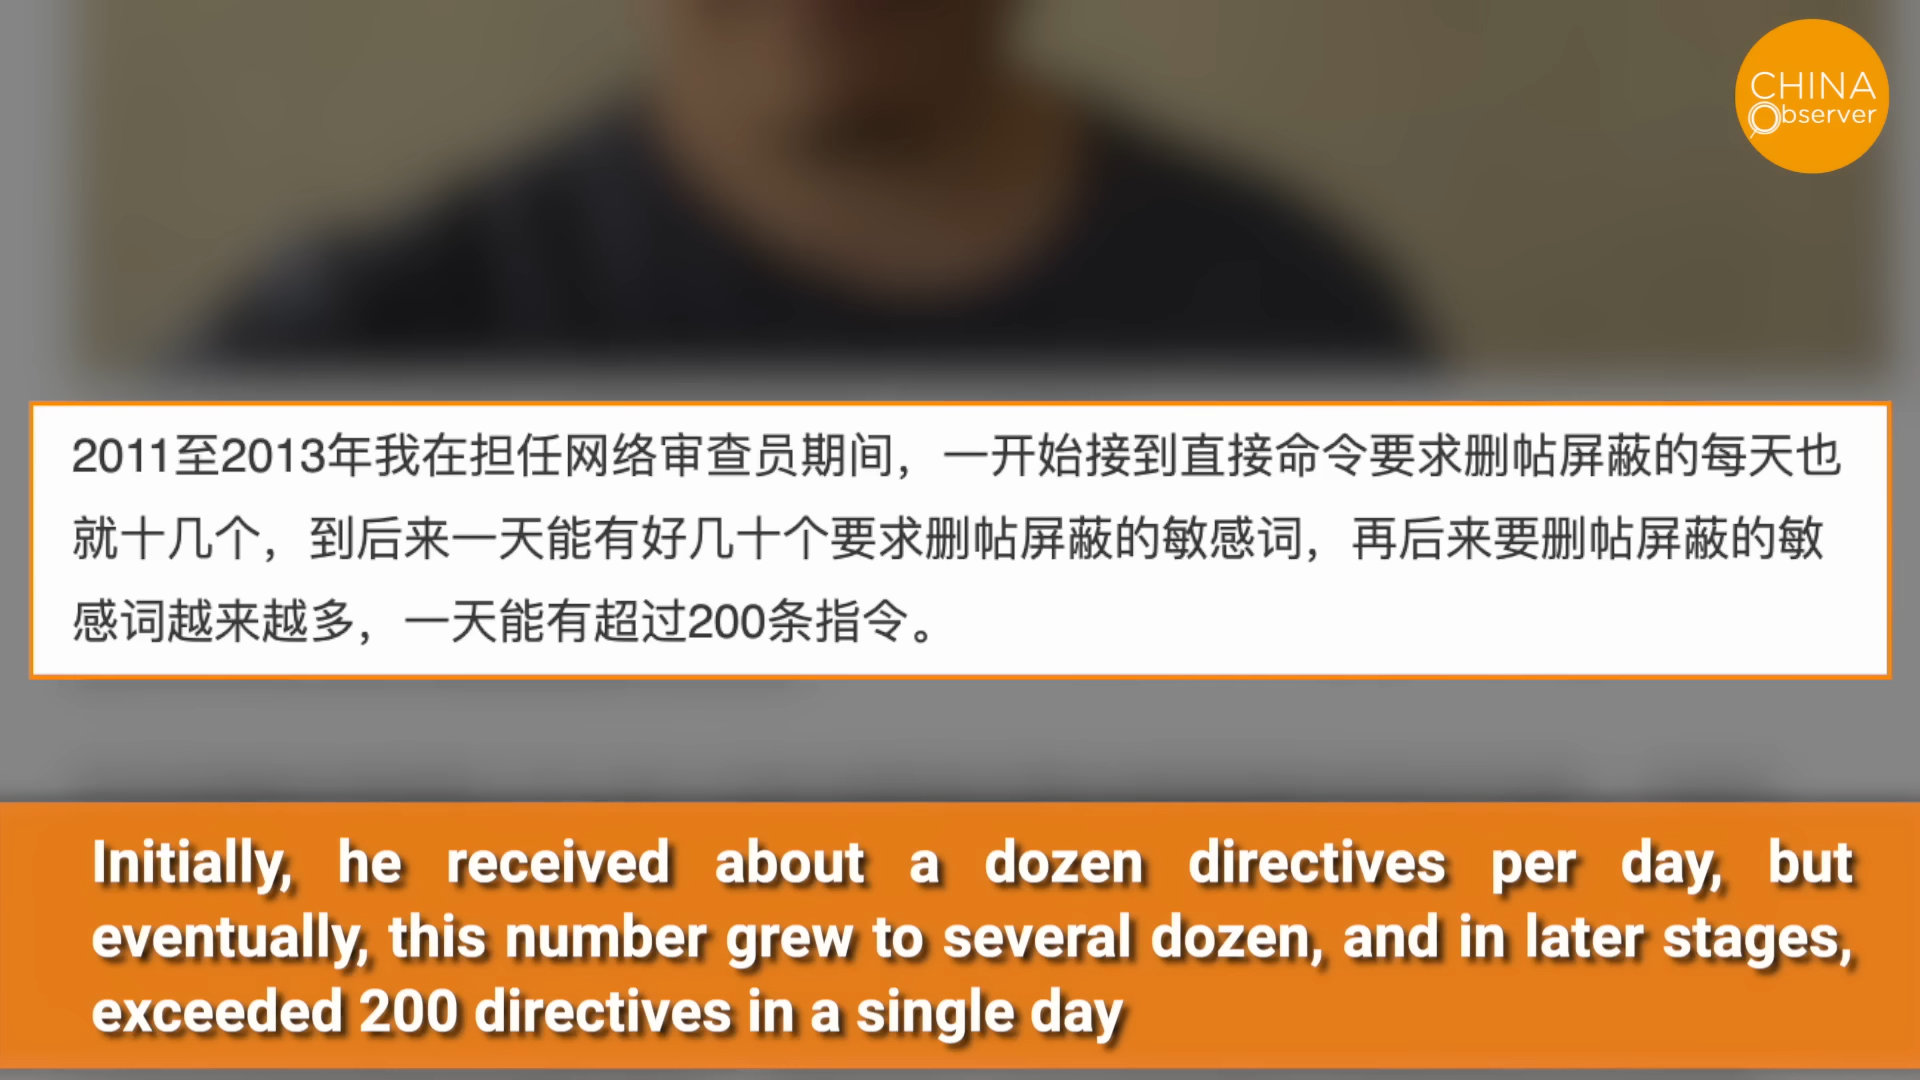 CHINA
Observer
2011至2013年我在担任网络审查员期间，一开始接到直接命令要求删帖屏蔽的每天也
就十几个，到后来一天能有好几十个要求删帖屏蔽的敏感词，再后来要删帖屏蔽的敏
感词越来越多，一天能有超过200条指令。
Initially, he received about a dozen directives per day, but
eventually, this number grew to several dozen, and in later stages,
exceeded 200 directives in a single day